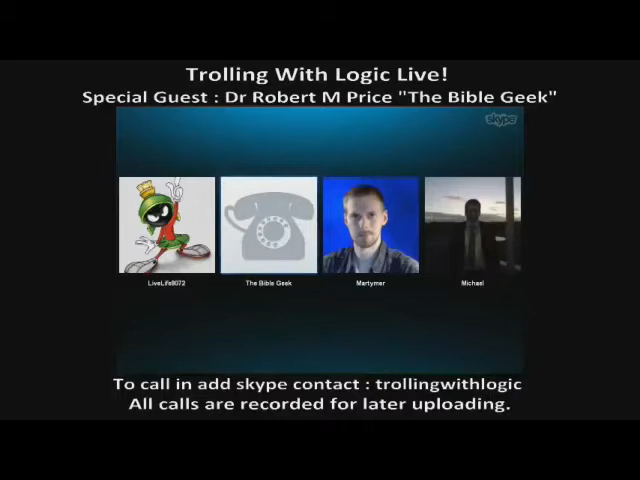 Trolling With Logic Live!
Special Guest : Dr Robert M Price "The Bible Geek"
skype
LiveLife9072
The Bible Geek
Martymer
Michael
To call in add skype contact : trollingwithlogic
All calls are recorded for later uploading.